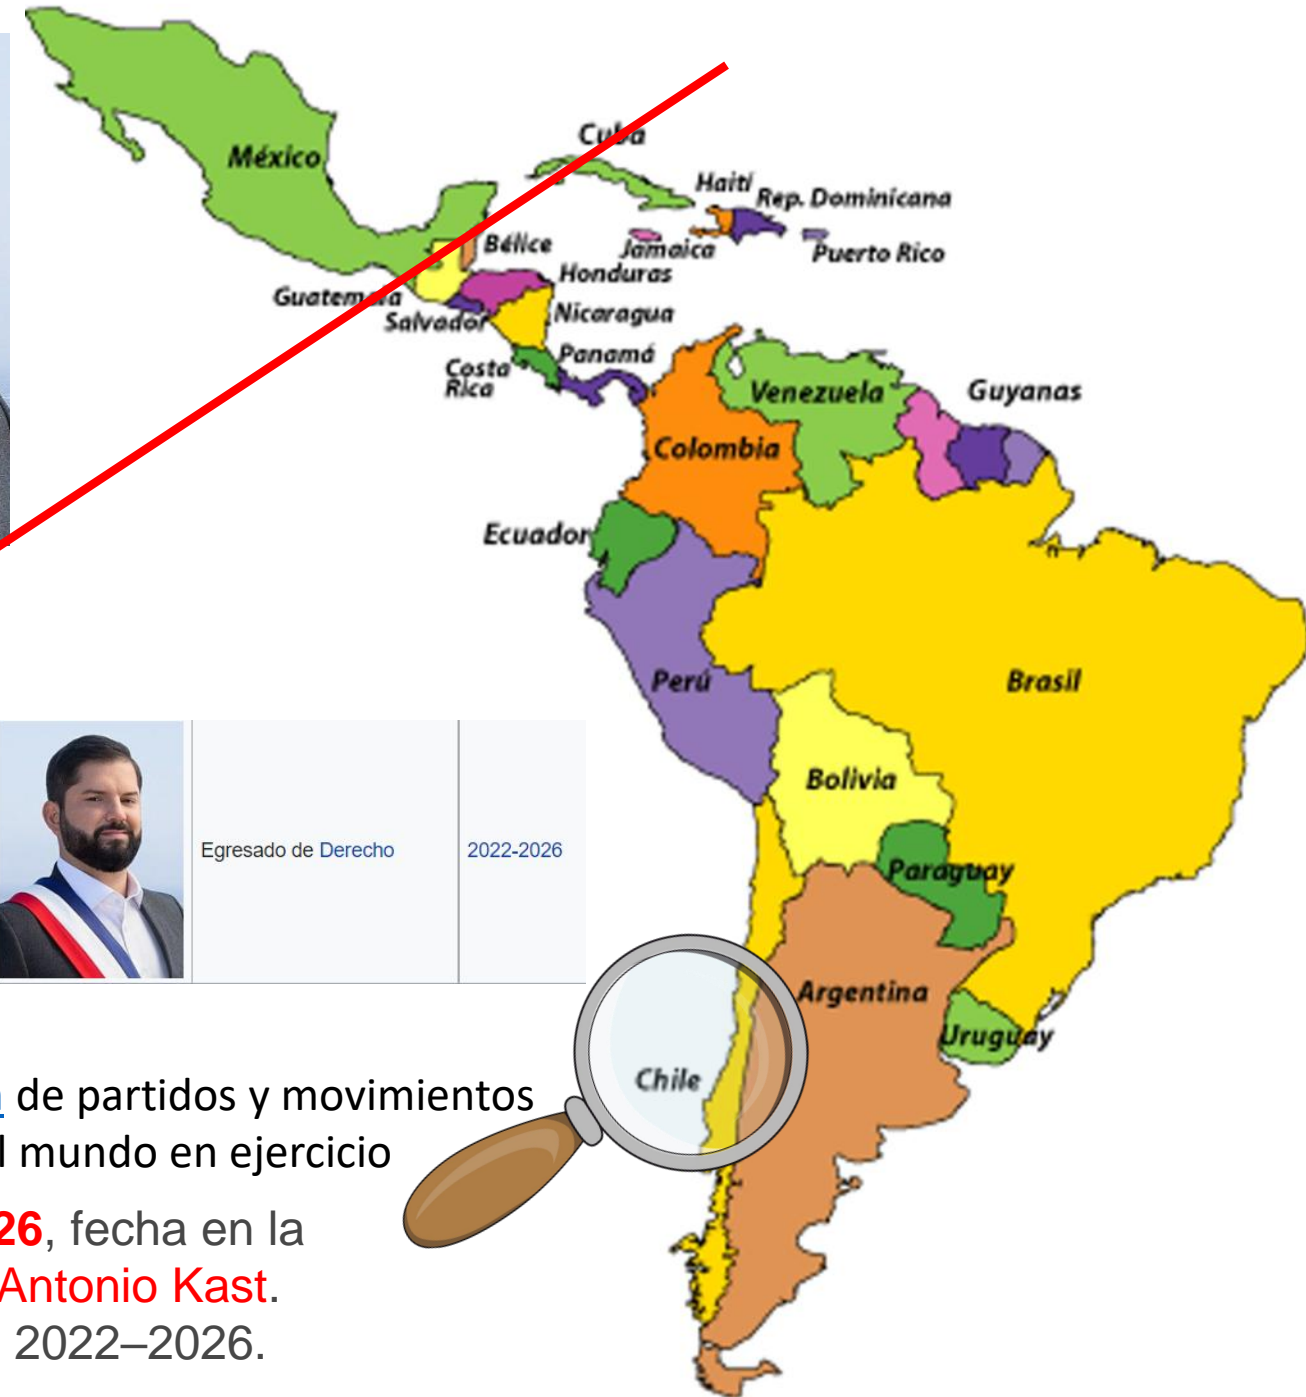 México
Cuba
Haití
Rep. Dominicana
Bélice
Jamaica
Puerto Rico
Honduras
Guatemala
Salvador
Nicaragua
Costa
Rica
Panamá
Venezuela
Guyanas
Colombia
Ecuador
Perú
Brasil
Bolivia
Egresado de Derecho
2022-2026
Paraguay
Argentina
Uruguay
Chile
de partidos y movimientos
l mundo en ejercicio
26, fecha en la
Antonio Kast.
2022–2026.